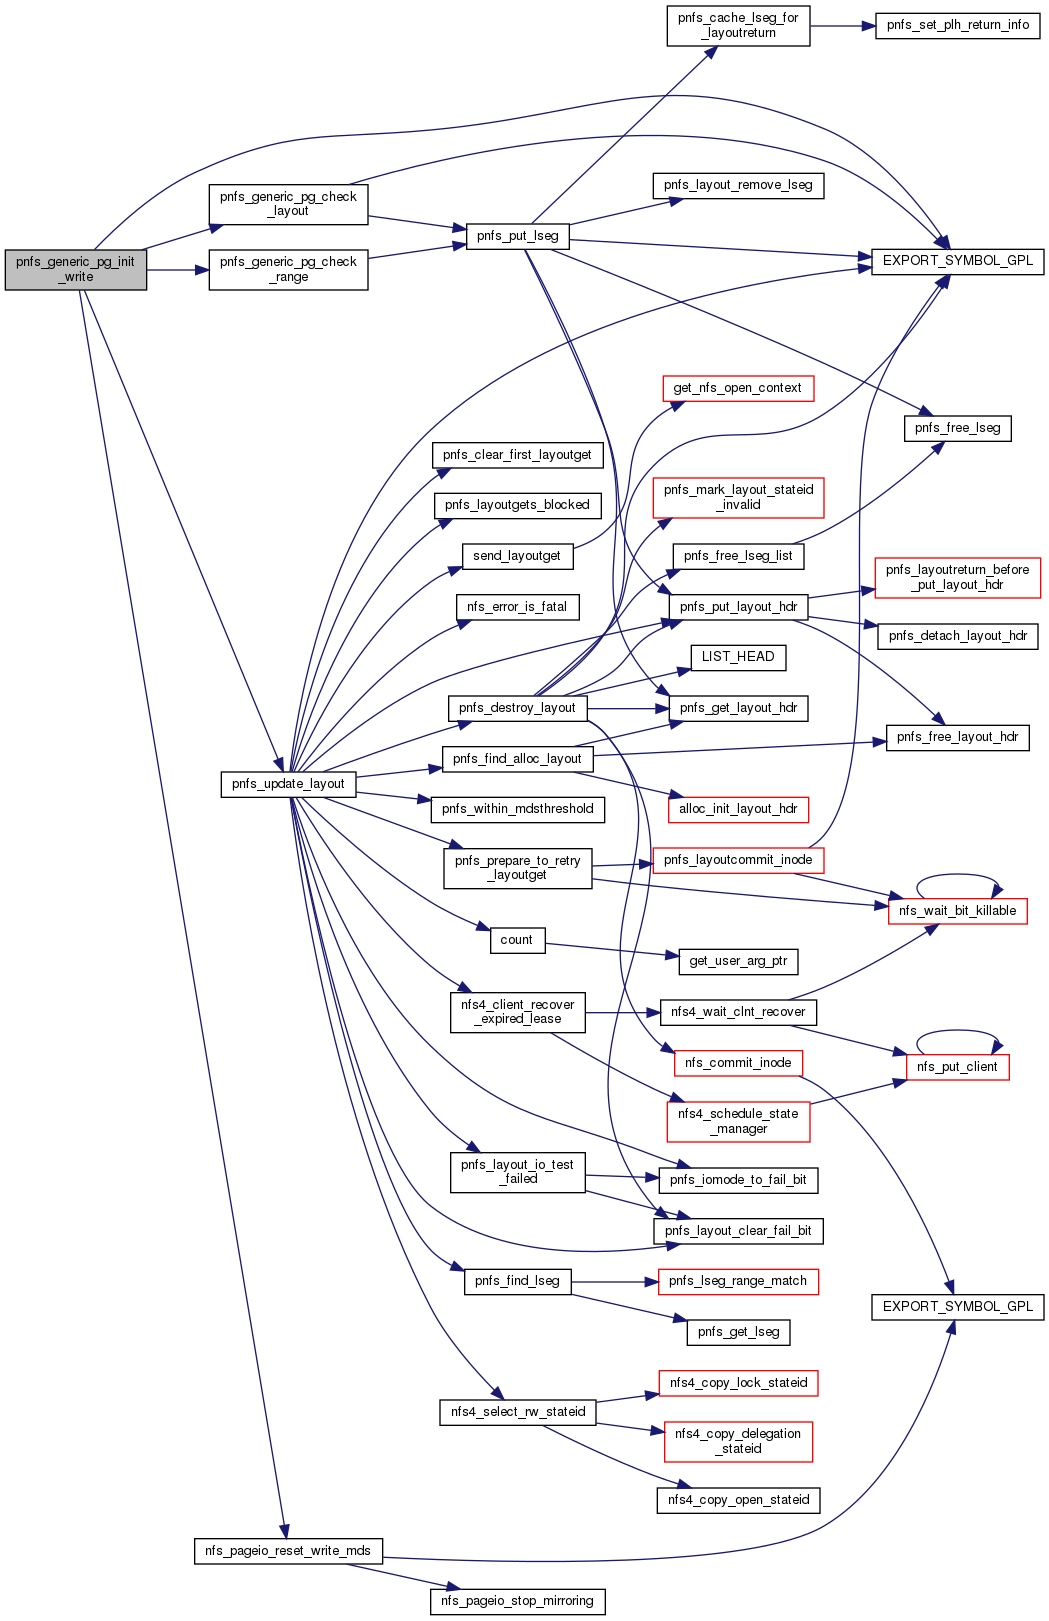 pnfs_cache_lseg_for
_layoutreturn
pnfs_set_plh_return_info
pnfs_layout_remove_lseg
pnfs_generic_pg_check
_layout
pnfs_put_lseg
pnfs_generic_pg_init
_write
pnfs_generic_pg_check
_range
EXPORT_SYMBOL_GPL
get_nfs_open_context
pnfs_free_lseg
pnfs_clear_first_layoutget
pnfs_mark_layout_stateid
_invalid
pnfs_layoutgets_blocked
send_layoutget
pnfs_free_lseg_list
pnfs_layoutreturn_before
_put_layout_hdr
nfs_error_is_fatal
pnfs_put_layout_hdr
pnfs_detach_layout_hdr
LIST_HEAD
pnfs_destroy_layout
pnfs_get_layout_hdr
pnfs_free_layout_hdr
pnfs_find_alloc_layout
pnfs_update_layout
pnfs_within_mdsthreshold
alloc_init_layout_hdr
pnfs_prepare_to_retry
_layoutget
pnfs_layoutcommit_inode
nfs_wait_bit_killable
count
get_user_arg_ptr
nfs4_client_recover
_expired_lease
nfs4_wait_clnt_recover
nfs_commit_inode
nfs_put_client
nfs4_schedule_state
_manager
pnfs_layout_io_test
_failed
pnfs_iomode_to_fail_bit
pnfs_layout_clear_fail_bit
pnfs_find_lseg
pnfs_lseg_range_match
EXPORT_SYMBOL_GPL
pnfs_get_lseg
nfs4_copy_lock_stateid
nfs4_select_rw_stateid
nfs4_copy_delegation
_stateid
nfs4_copy_open_stateid
nfs_pageio_reset_write_mds
nfs_pageio_stop_mirroring